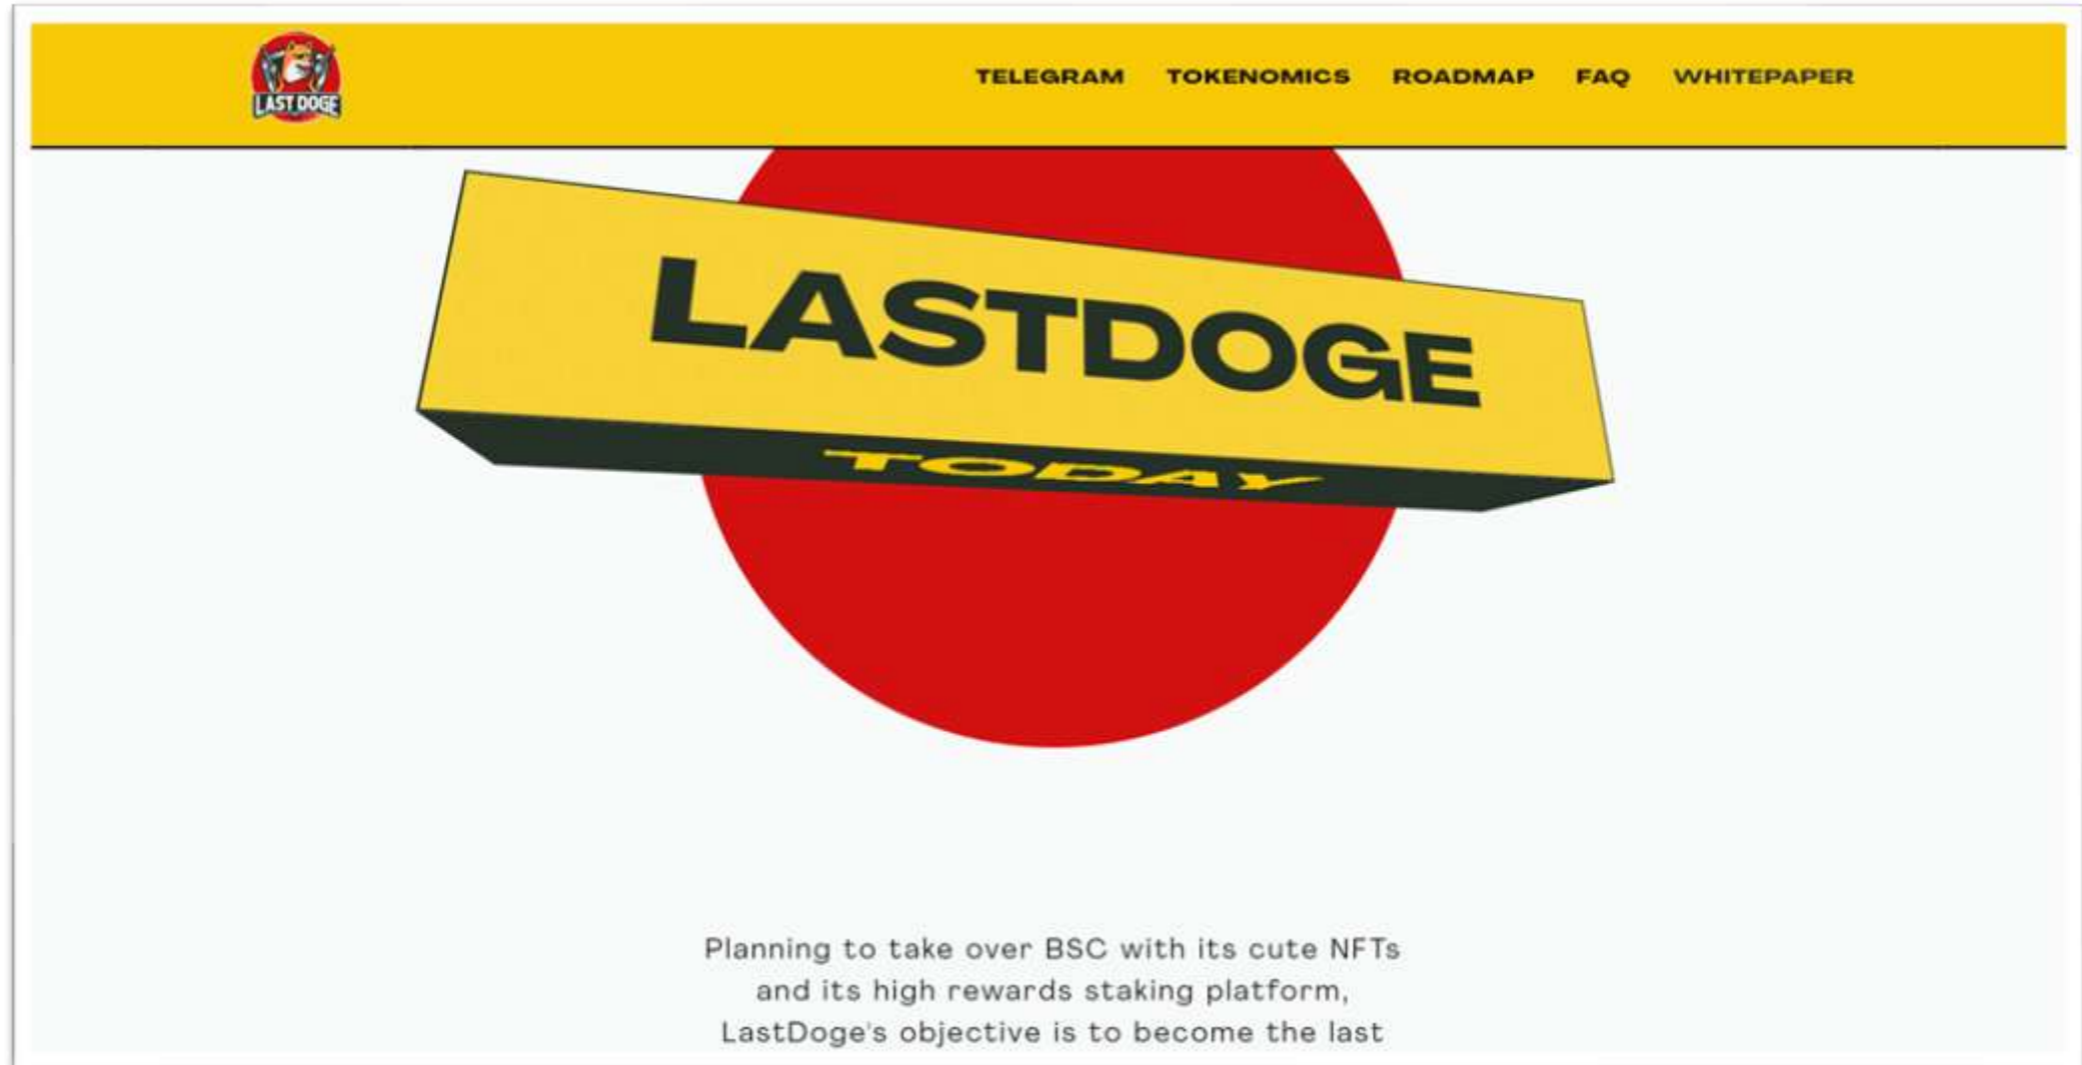 LAST DOGE
TELEGRAM TOKENOMICS ROADMAP FAQ WHITEPAPER
LASTDOGE
TODAY
Planning to take over BSC with its cute NFTs
and its high rewards staking platform,
LastDoge's objective is to become the last